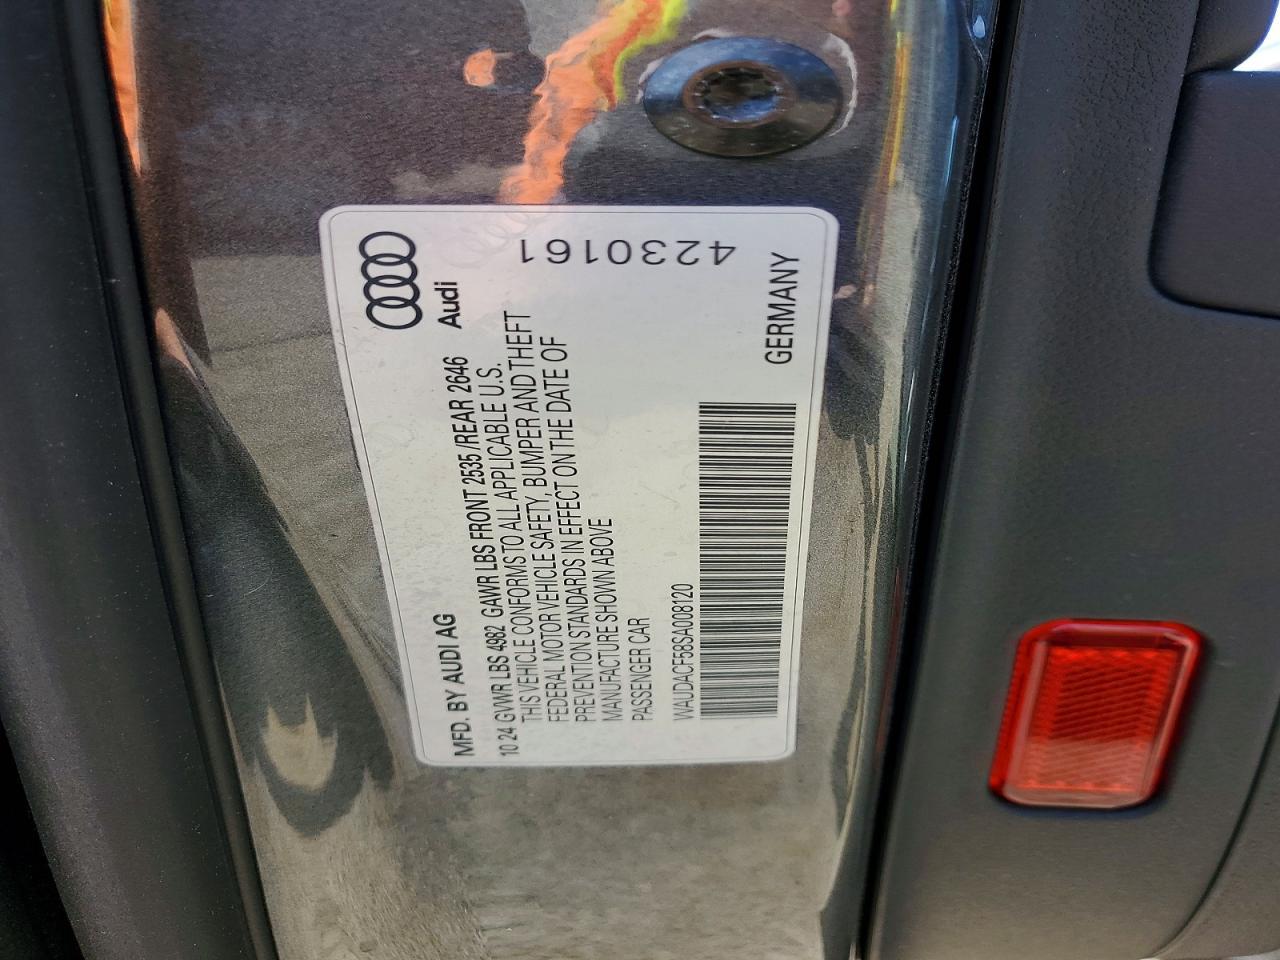 Audi
MFD. BY AUDI AG
10 24 GVWR LBS 4982 GAWR LBS FRONT 2535 /REAR 2646
THIS VEHICLE CONFORMS TO ALL APPLICABLE U.S.
FEDERAL MOTOR VEHICLE SAFETY, BUMPER AND THEFT
PREVENTION STANDARDS IN EFFECT ON THE DATE OF
MANUFACTURE SHOWN ABOVE
PASSENGER CAR
WAUDACF58SA008120
GERMANY
4230161